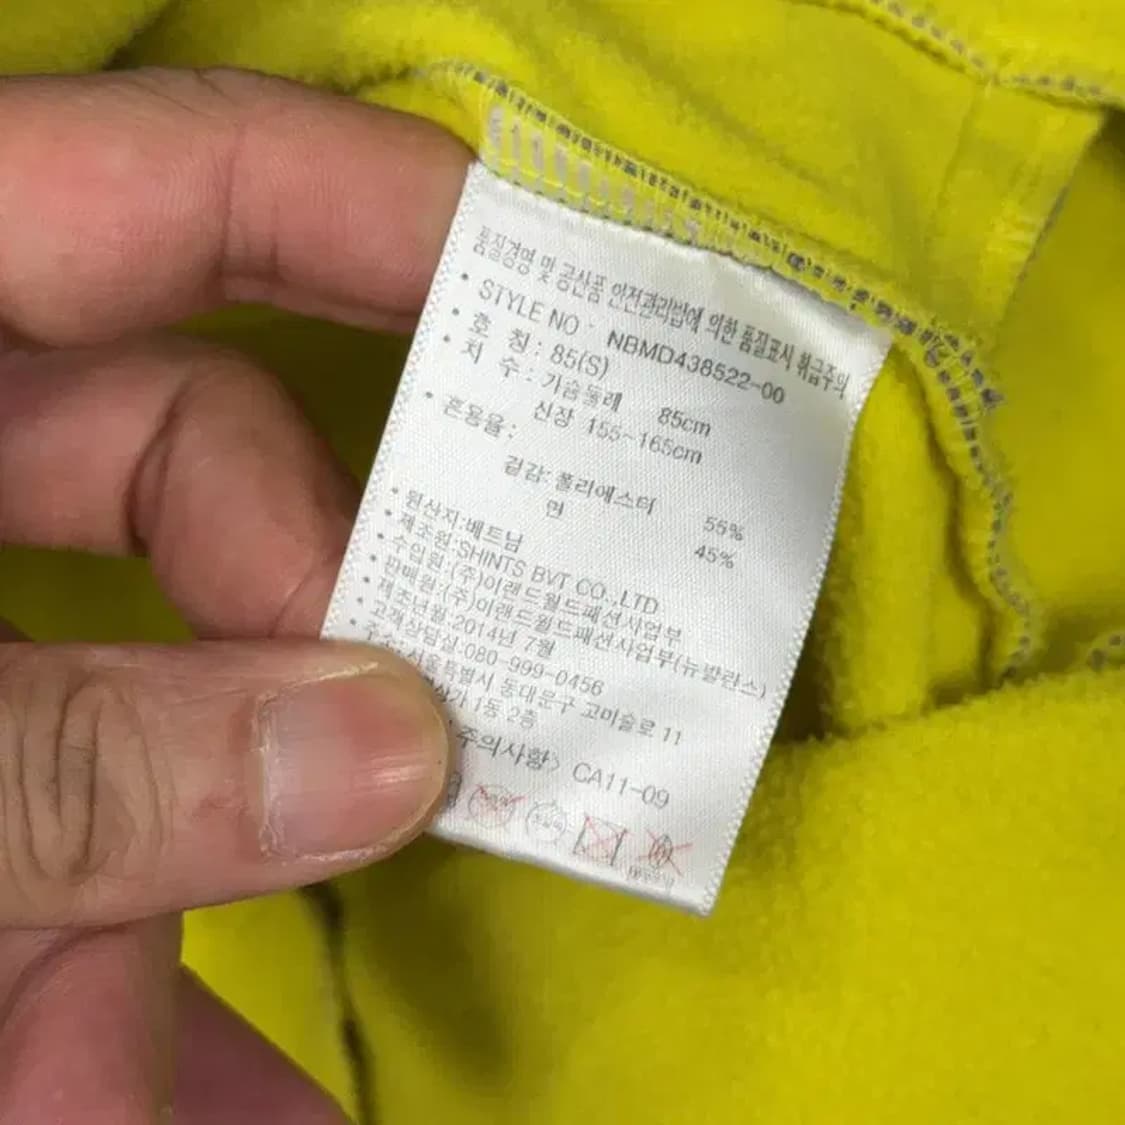 품질경영 및 공산품 안전관리법에 의한 품질표시 취급주의
• STYLE NO : NBMD438522-00
• 호 칭 : 85(S)
• 치 수 : 가슴둘레 85cm
신장 155~165cm
• 혼용율 :
겉감: 폴리에스터 55%
면 45%
• 원산지:베트남
• 제조원:SHINTS BVT CO.,LTD
• 수입원:(주)이랜드월드패션사업부
• 판매원:(주)이랜드월드패션사업부(뉴발란스)
• 제조년월:2014년 7월
• 고객상담실:080-999-0456
• 주소:서울특별시 동대문구 고미술로 11
상가 1동 2층
주의사항> CA11-09